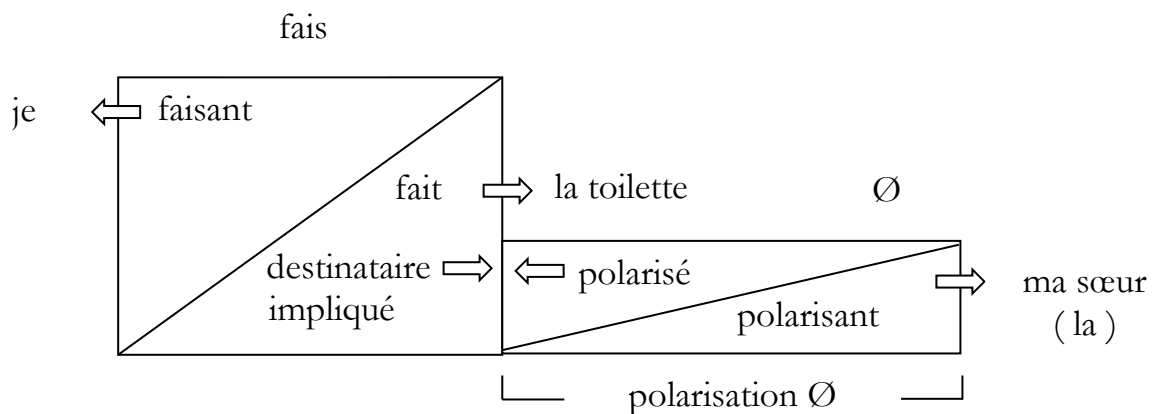 fais
je
faisant
fait
la toilette
Ø
destinataire
impliqué
polarisé
polarisant
ma sœur
( la )
polarisation Ø